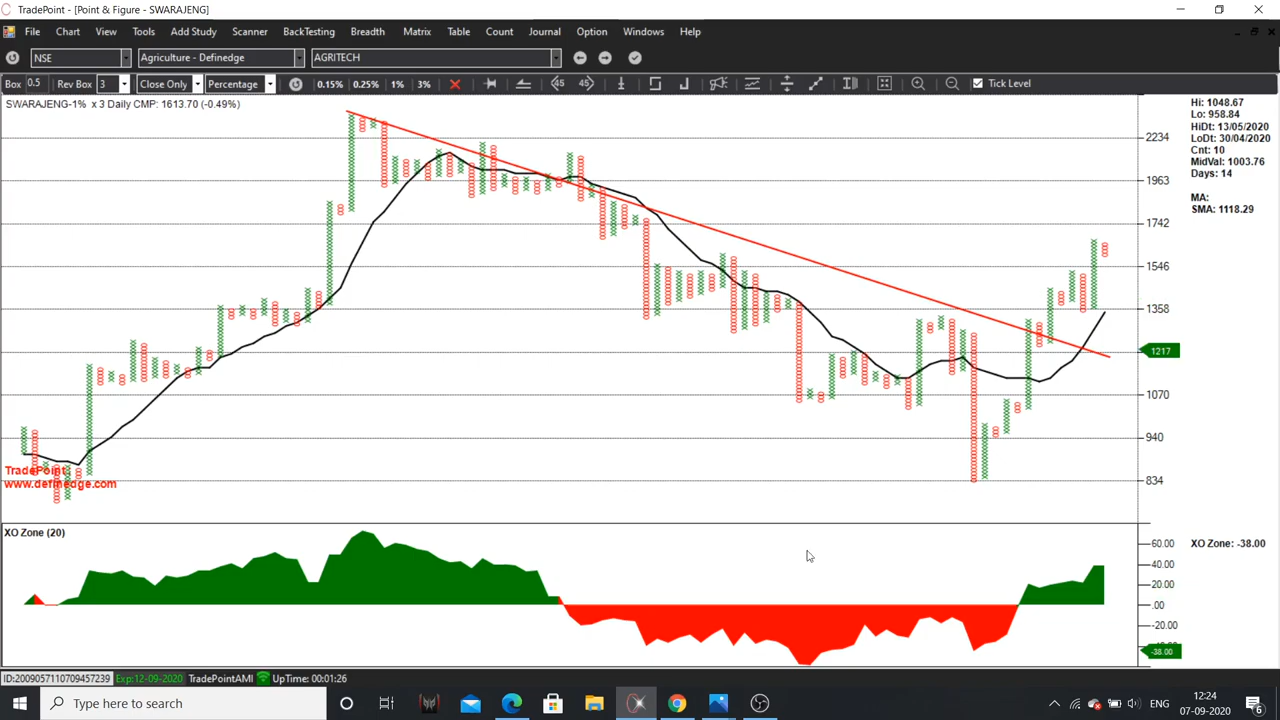 TradePoint - [Point & Figure - SWARAJENG]
File Chart View Tools Add Study Scanner BackTesting Breadth Matrix Table Count Journal Option Windows Help
NSE Agriculture - Definedge AGRITECH
Box 0.5 Rev Box 3 Close Only Percentage 0.15% 0.25% 1% 3% 45 45 Tick Level
SWARAJENG-1% x 3 Daily CMP: 1613.70 (-0.49%)
Hi: 1048.67
Lo: 958.84
HiDt: 13/05/2020
LoDt: 30/04/2020
Cnt: 10
MidVal: 1003.76
Days: 14
MA:
SMA: 1118.29
2234
1963
1742
1546
1358
1217
1070
940
834
TradePoint
www.definedge.com
XO Zone (20)
XO Zone: -38.00
60.00
40.00
20.00
.00
-20.00
-38.00
ID:2009057110709457239 Exp:12-09-2020 TradePointAMI UpTime: 00:01:26
Type here to search
ENG
12:24
07-09-2020
6